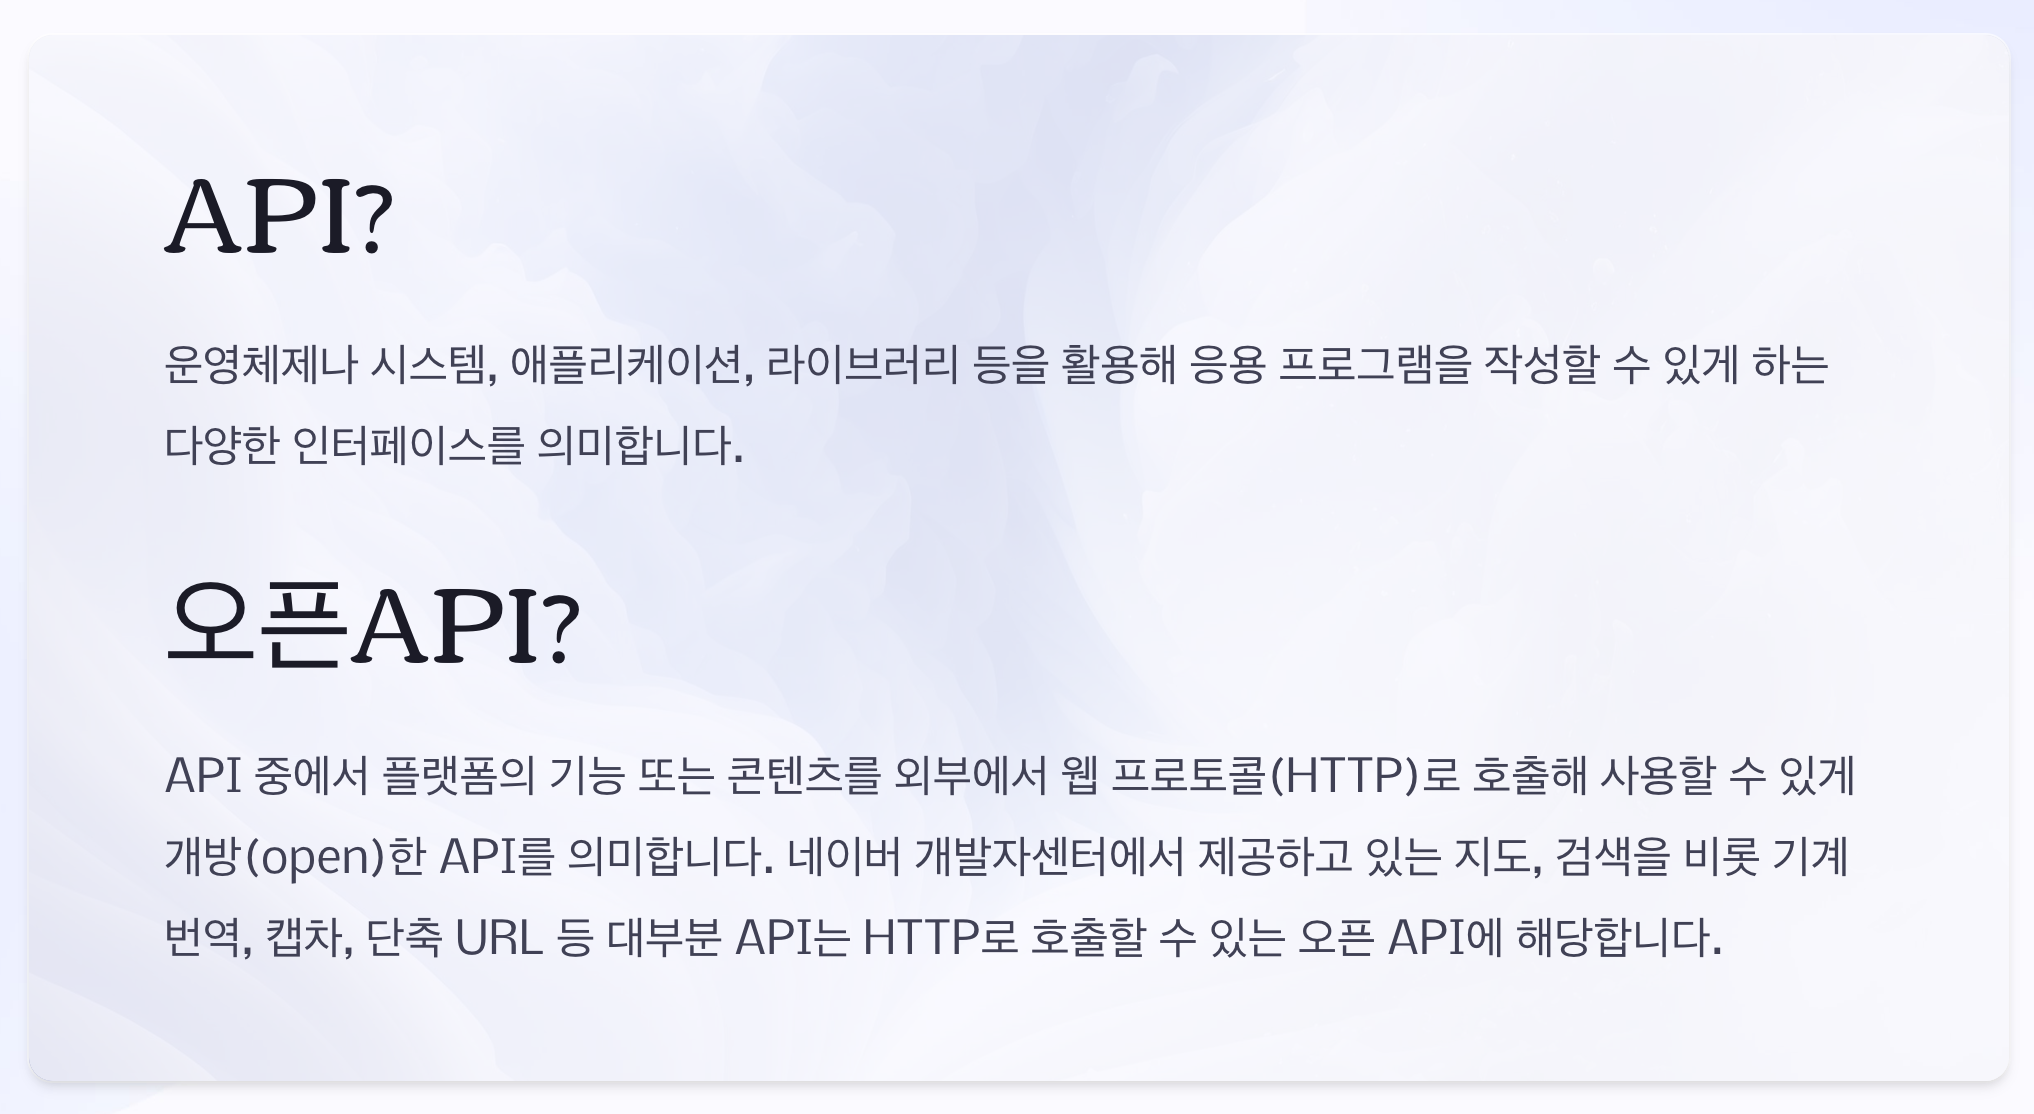 API?
운영체제나 시스템, 애플리케이션, 라이브러리 등을 활용해 응용 프로그램을 작성할 수 있게 하는
다양한 인터페이스를 의미합니다.
오픈API?
API 중에서 플랫폼의 기능 또는 콘텐츠를 외부에서 웹 프로토콜(HTTP)로 호출해 사용할 수 있게
개방(open)한 API를 의미합니다. 네이버 개발자센터에서 제공하고 있는 지도, 검색을 비롯 기계
번역, 캡차, 단축 URL 등 대부분 API는 HTTP로 호출할 수 있는 오픈 API에 해당합니다.